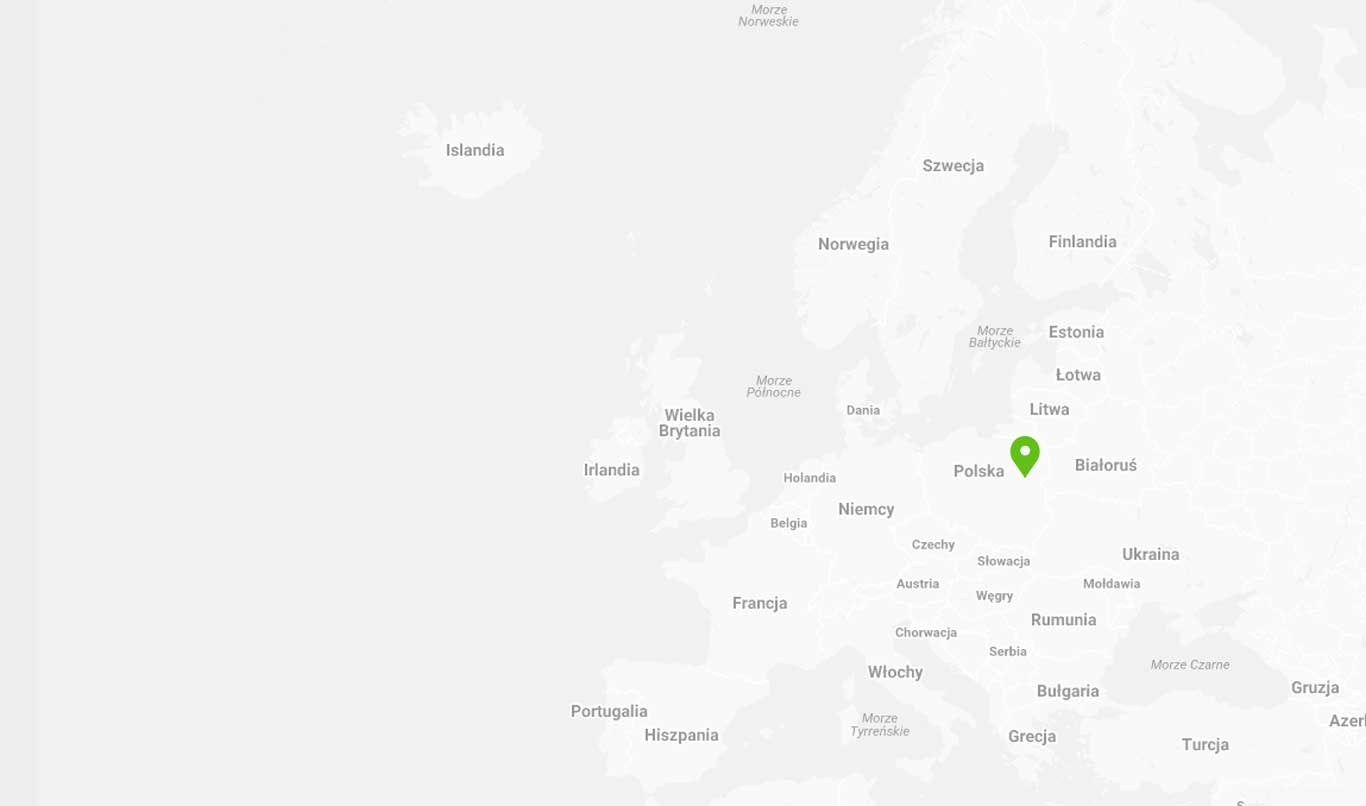 Morze
Norweskie
Islandia
Szwecja
Norwegia
Finlandia
Morze
Bałtyckie
Estonia
Łotwa
Morze
Północne
Dania
Litwa
Wielka
Brytania
Irlandia
Holandia
Polska
Białoruś
Niemcy
Belgia
Czechy
Słowacja
Ukraina
Austria
Węgry
Mołdawia
Francja
Rumunia
Chorwacja
Serbia
Morze Czarne
Włochy
Bułgaria
Gruzja
Portugalia
Hiszpania
Morze
Tyrreńskie
Grecja
Turcja
Azerl